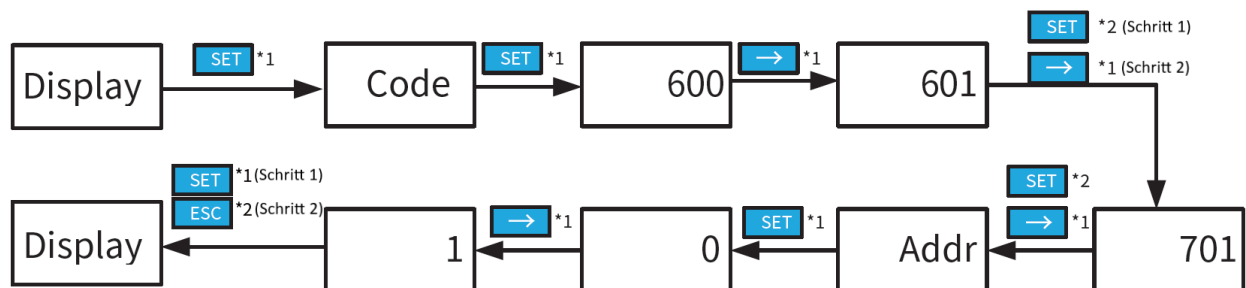 SET *2 (Schritt 1)
Display SET *1 Code SET *1 600 → *1 601 → *1 (Schritt 2)
SET *1 (Schritt 1) SET *2
Display ESC *2 (Schritt 2) 1 → *1 0 SET *1 Addr → *1 701